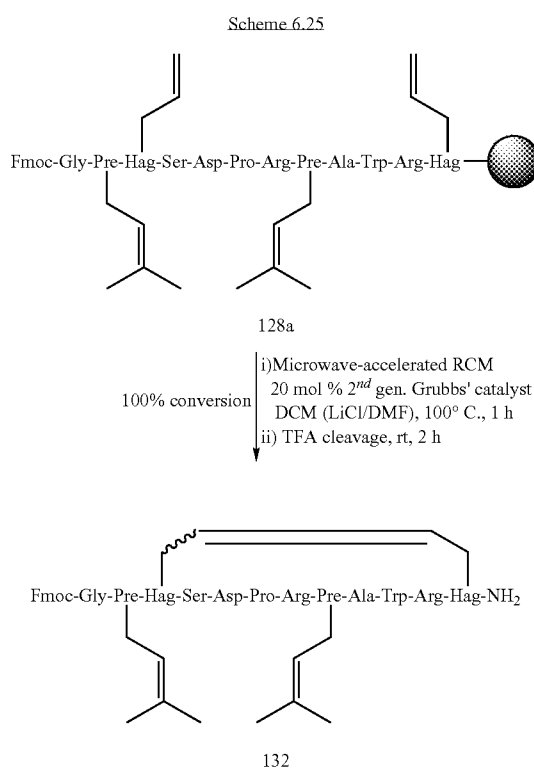 Scheme 6.25
Fmoc-Gly-Pre-Hag-Ser-Asp-Pro-Arg-Pre-Ala-Trp-Arg-Hag
128a
100% conversion
i)Microwave-accelerated RCM
20 mol % 2nd gen. Grubbs' catalyst
DCM (LiCl/DMF), 100° C., 1 h
ii) TFA cleavage, rt, 2 h
Fmoc-Gly-Pre-Hag-Ser-Asp-Pro-Arg-Pre-Ala-Trp-Arg-Hag-NH2
132